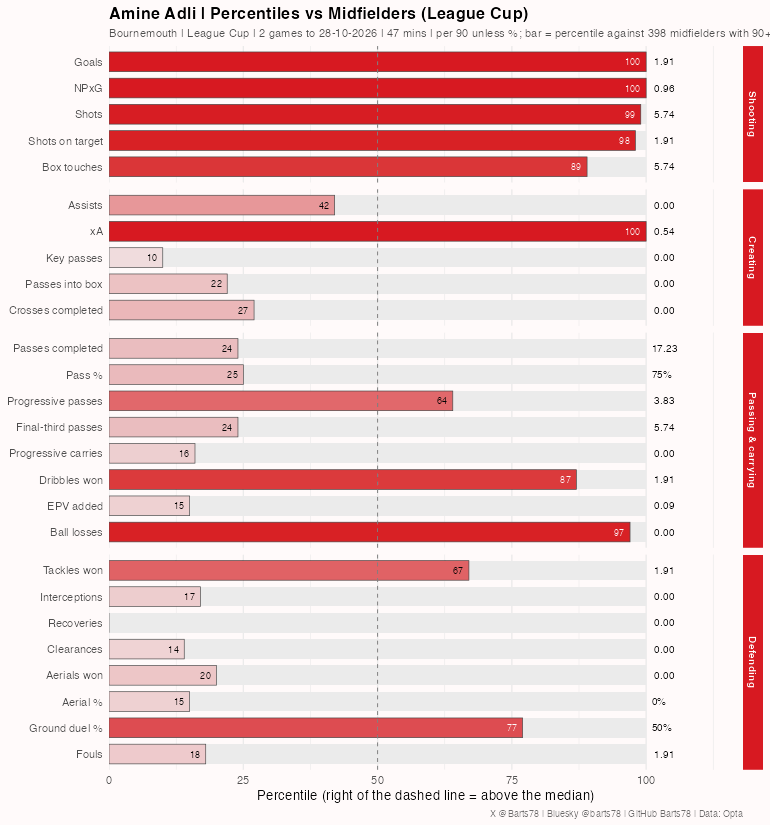 Amine Adli | Percentiles vs Midfielders (League Cup)
Bournemouth | League Cup | 2 games to 28-10-2026 | 47 mins | per 90 unless %; bar = percentile against 398 midfielders with 90+
Goals 100 1.91
NPxG 100 0.96
Shots 99 5.74
Shots on target 98 1.91
Box touches 89 5.74
Shooting
Assists 42 0.00
xA 100 0.54
Key passes 10 0.00
Passes into box 22 0.00
Crosses completed 27 0.00
Creating
Passes completed 24 17.23
Pass % 25 75%
Progressive passes 64 3.83
Final-third passes 24 5.74
Progressive carries 16 0.00
Dribbles won 87 1.91
EPV added 15 0.09
Ball losses 97 0.00
Passing & carrying
Tackles won 67 1.91
Interceptions 17 0.00
Recoveries 0.00
Clearances 14 0.00
Aerials won 20 0.00
Aerial % 15 0%
Ground duel % 77 50%
Fouls 18 1.91
Defending
0 25 50 75 100
Percentile (right of the dashed line = above the median)
X @Barts78 | Bluesky @barts78 | GitHub Barts78 | Data: Opta